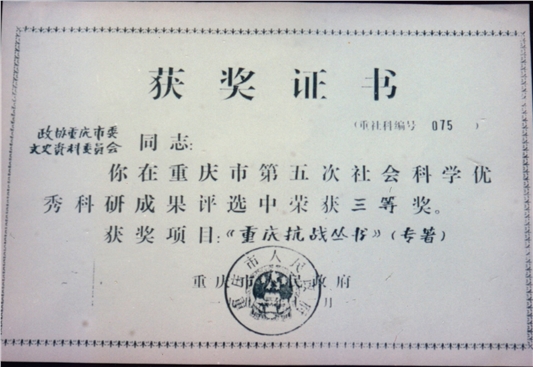 获奖证书
(重社科编号 075 )
政协重庆市委
文史资料委员会 同志:
你在重庆市第五次社会科学优
秀科研成果评选中荣获三等奖。
获奖项目:《重庆抗战丛书》(专著)
重庆市人民政府
月